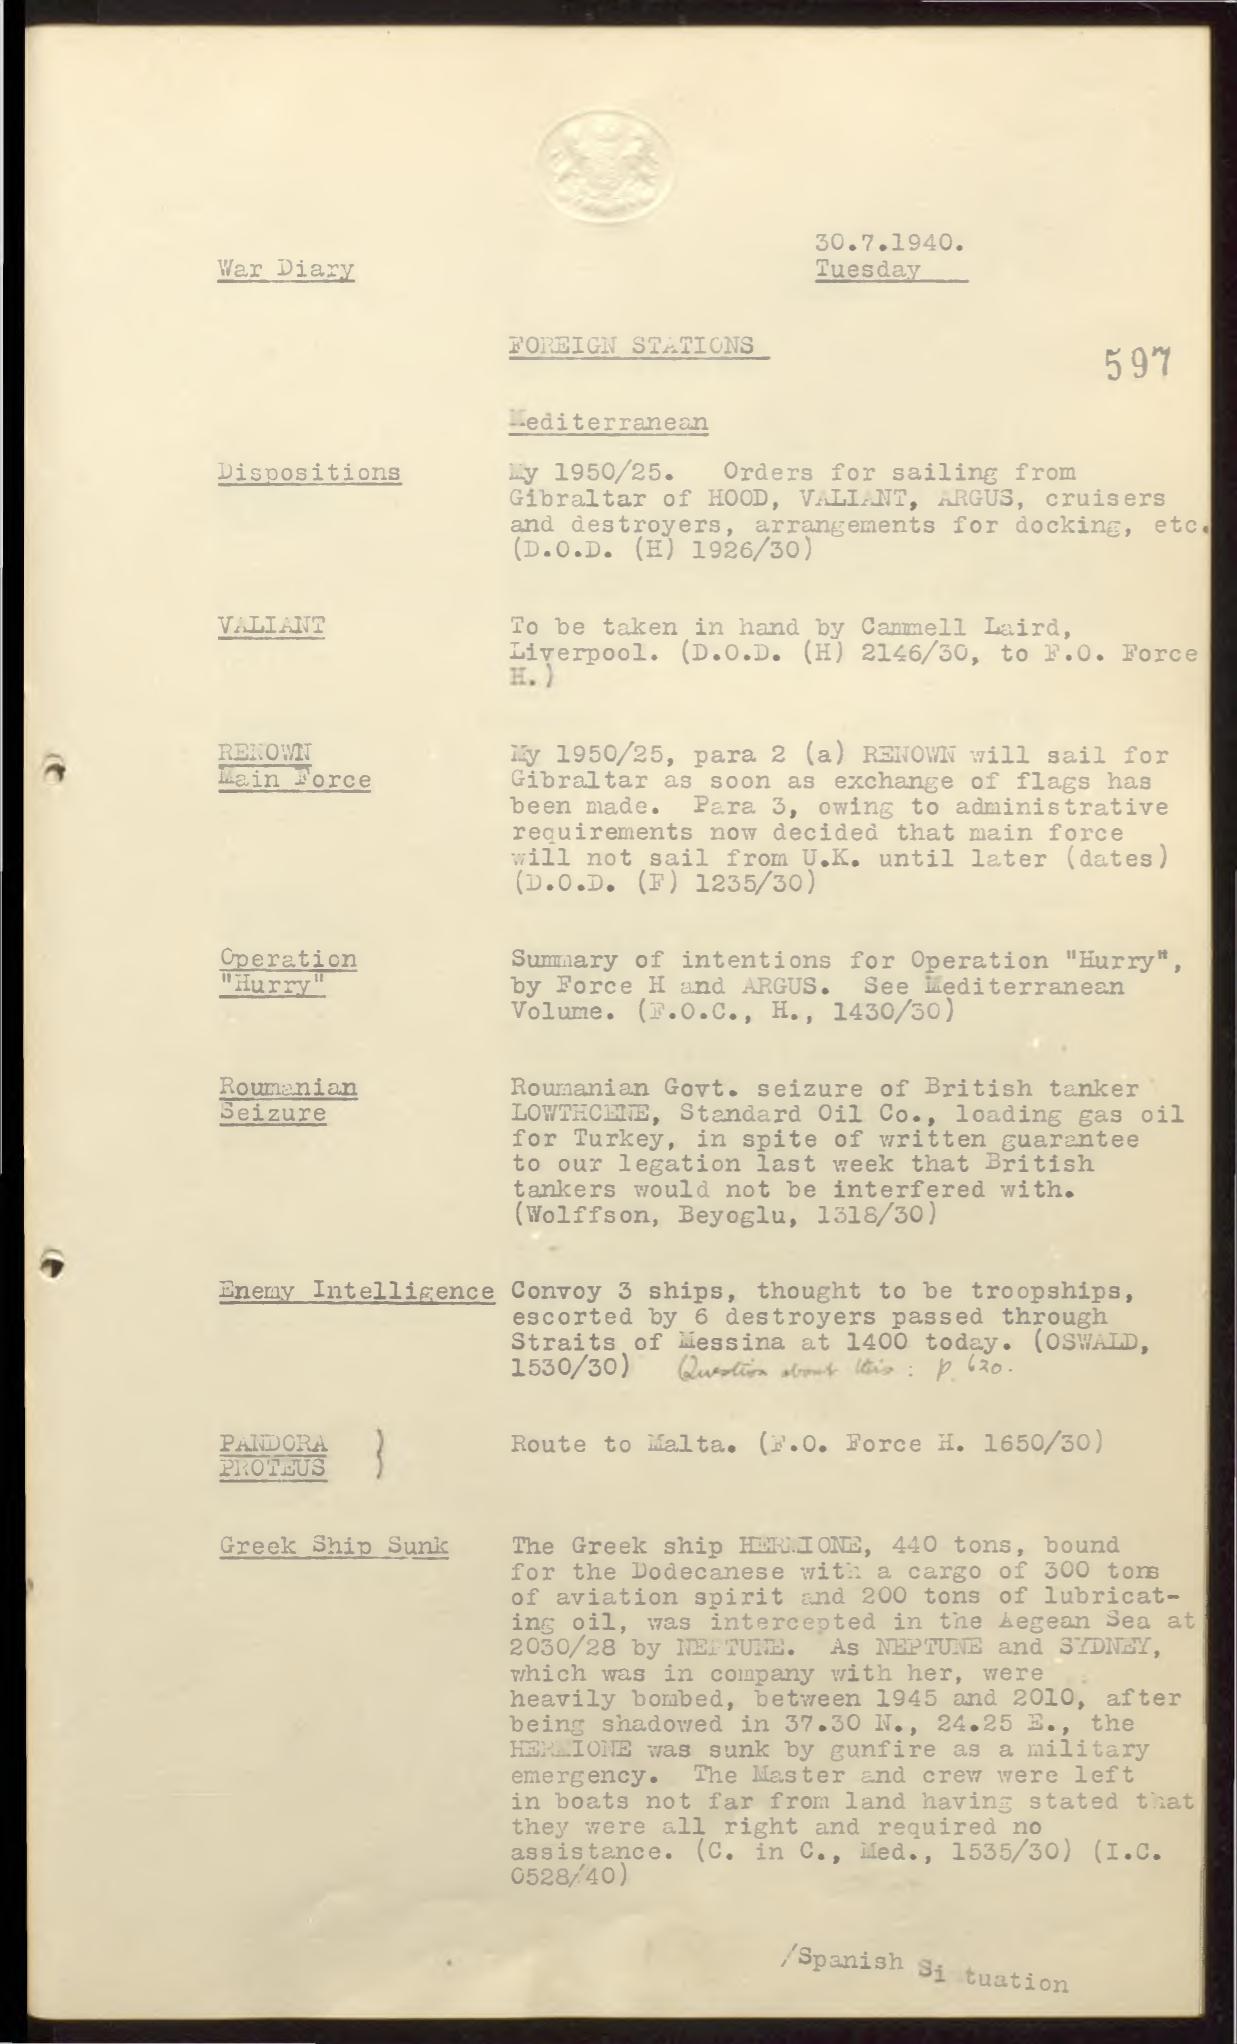 30.7.1940.
War Diary
Tuesday
FOREIGN STATIONS
597
Mediterranean
Dispositions
My 1950/25. Orders for sailing from
Gibraltar of HOOD, VALIANT, ARGUS, cruisers
and destroyers, arrangements for docking, etc.
(D.O.D. (H) 1926/30)
VALIANT
To be taken in hand by Cammell Laird,
Liverpool. (D.O.D. (H) 2146/30, to F.O. Force
H.)
RENOWN
Main Force
My 1950/25, para 2 (a) RENOWN will sail for
Gibraltar as soon as exchange of flags has
been made. Para 3, owing to administrative
requirements now decided that main force
will not sail from U.K. until later (dates)
(D.O.D. (F) 1235/30)
Operation
"Hurry"
Summary of intentions for Operation "Hurry",
by Force H and ARGUS. See Mediterranean
Volume. (F.O.C., H., 1430/30)
Roumanian
Seizure
Roumanian Govt. seizure of British tanker
LOWTHCENE, Standard Oil Co., loading gas oil
for Turkey, in spite of written guarantee
to our legation last week that British
tankers would not be interfered with.
(Wolffson, Beyoglu, 1318/30)
Enemy Intelligence
Convoy 3 ships, thought to be troopships,
escorted by 6 destroyers passed through
Straits of Messina at 1400 today. (OSWALD,
1530/30) Question about this: p. 620.
PANDORA }
PROTEUS
Route to Malta. (F.O. Force H. 1650/30)
Greek Ship Sunk
The Greek ship HERMIONE, 440 tons, bound
for the Dodecanese with a cargo of 300 tons
of aviation spirit and 200 tons of lubricat-
ing oil, was intercepted in the Aegean Sea at
2030/28 by NEPTUNE. As NEPTUNE and SYDNEY,
which was in company with her, were
heavily bombed, between 1945 and 2010, after
being shadowed in 37.30 N., 24.25 E., the
HERMIONE was sunk by gunfire as a military
emergency. The Master and crew were left
in boats not far from land having stated that
they were all right and required no
assistance. (C. in C., Med., 1535/30) (I.C.
0528/40)
/Spanish Situation